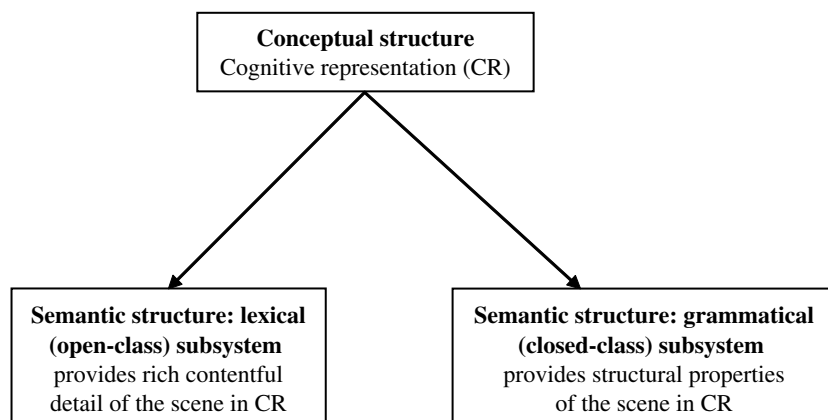 Conceptual structure
Cognitive representation (CR)
Semantic structure: lexical
(open-class) subsystem
provides rich contentful
detail of the scene in CR
Semantic structure: grammatical
(closed-class) subsystem
provides structural properties
of the scene in CR